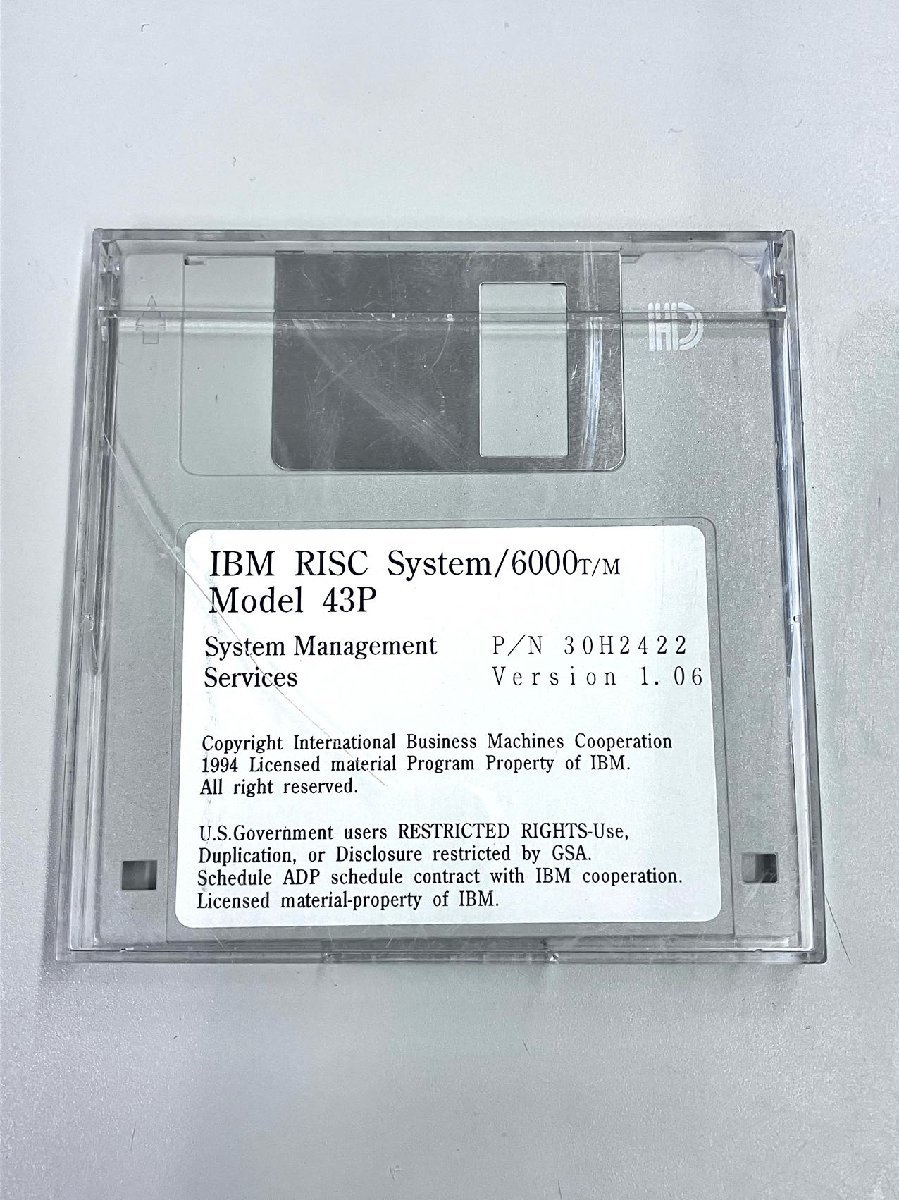 HD
IBM RISC System/6000T/M
Model 43P
System Management P/N 30H2422
Services Version 1.06
Copyright International Business Machines Cooperation
1994 Licensed material Program Property of IBM.
All right reserved.
U.S.Government users RESTRICTED RIGHTS-Use,
Duplication, or Disclosure restricted by GSA.
Schedule ADP schedule contract with IBM cooperation.
Licensed material-property of IBM.